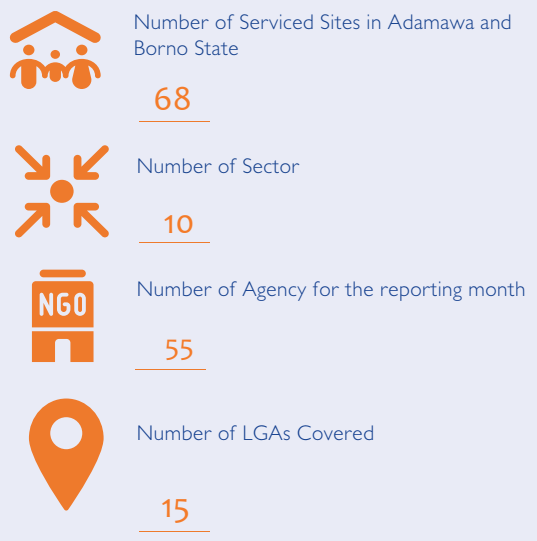 Number of Serviced Sites in Adamawa and
Borno State
68
Number of Sector
10
NGO
Number of Agency for the reporting month
55
Number of LGAs Covered
15